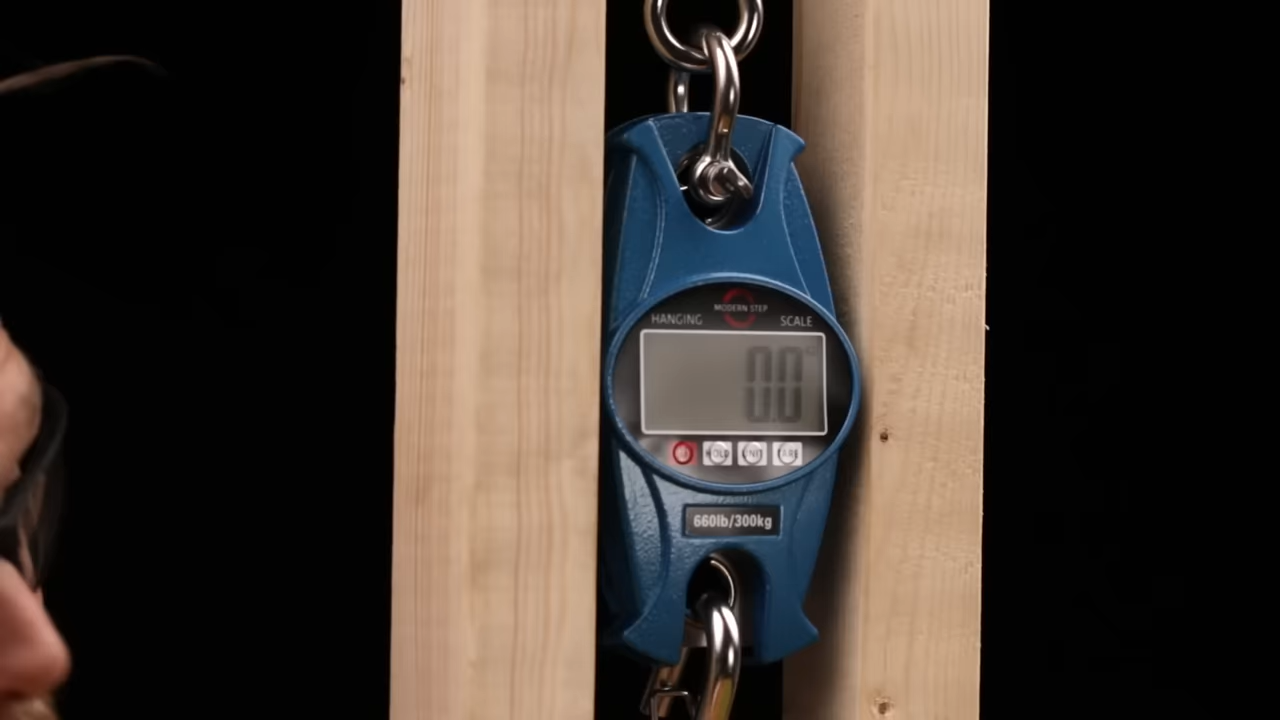 MODERN STEP
HANGING SCALE
0.0
HOLD UNIT TARE
660lb/300kg